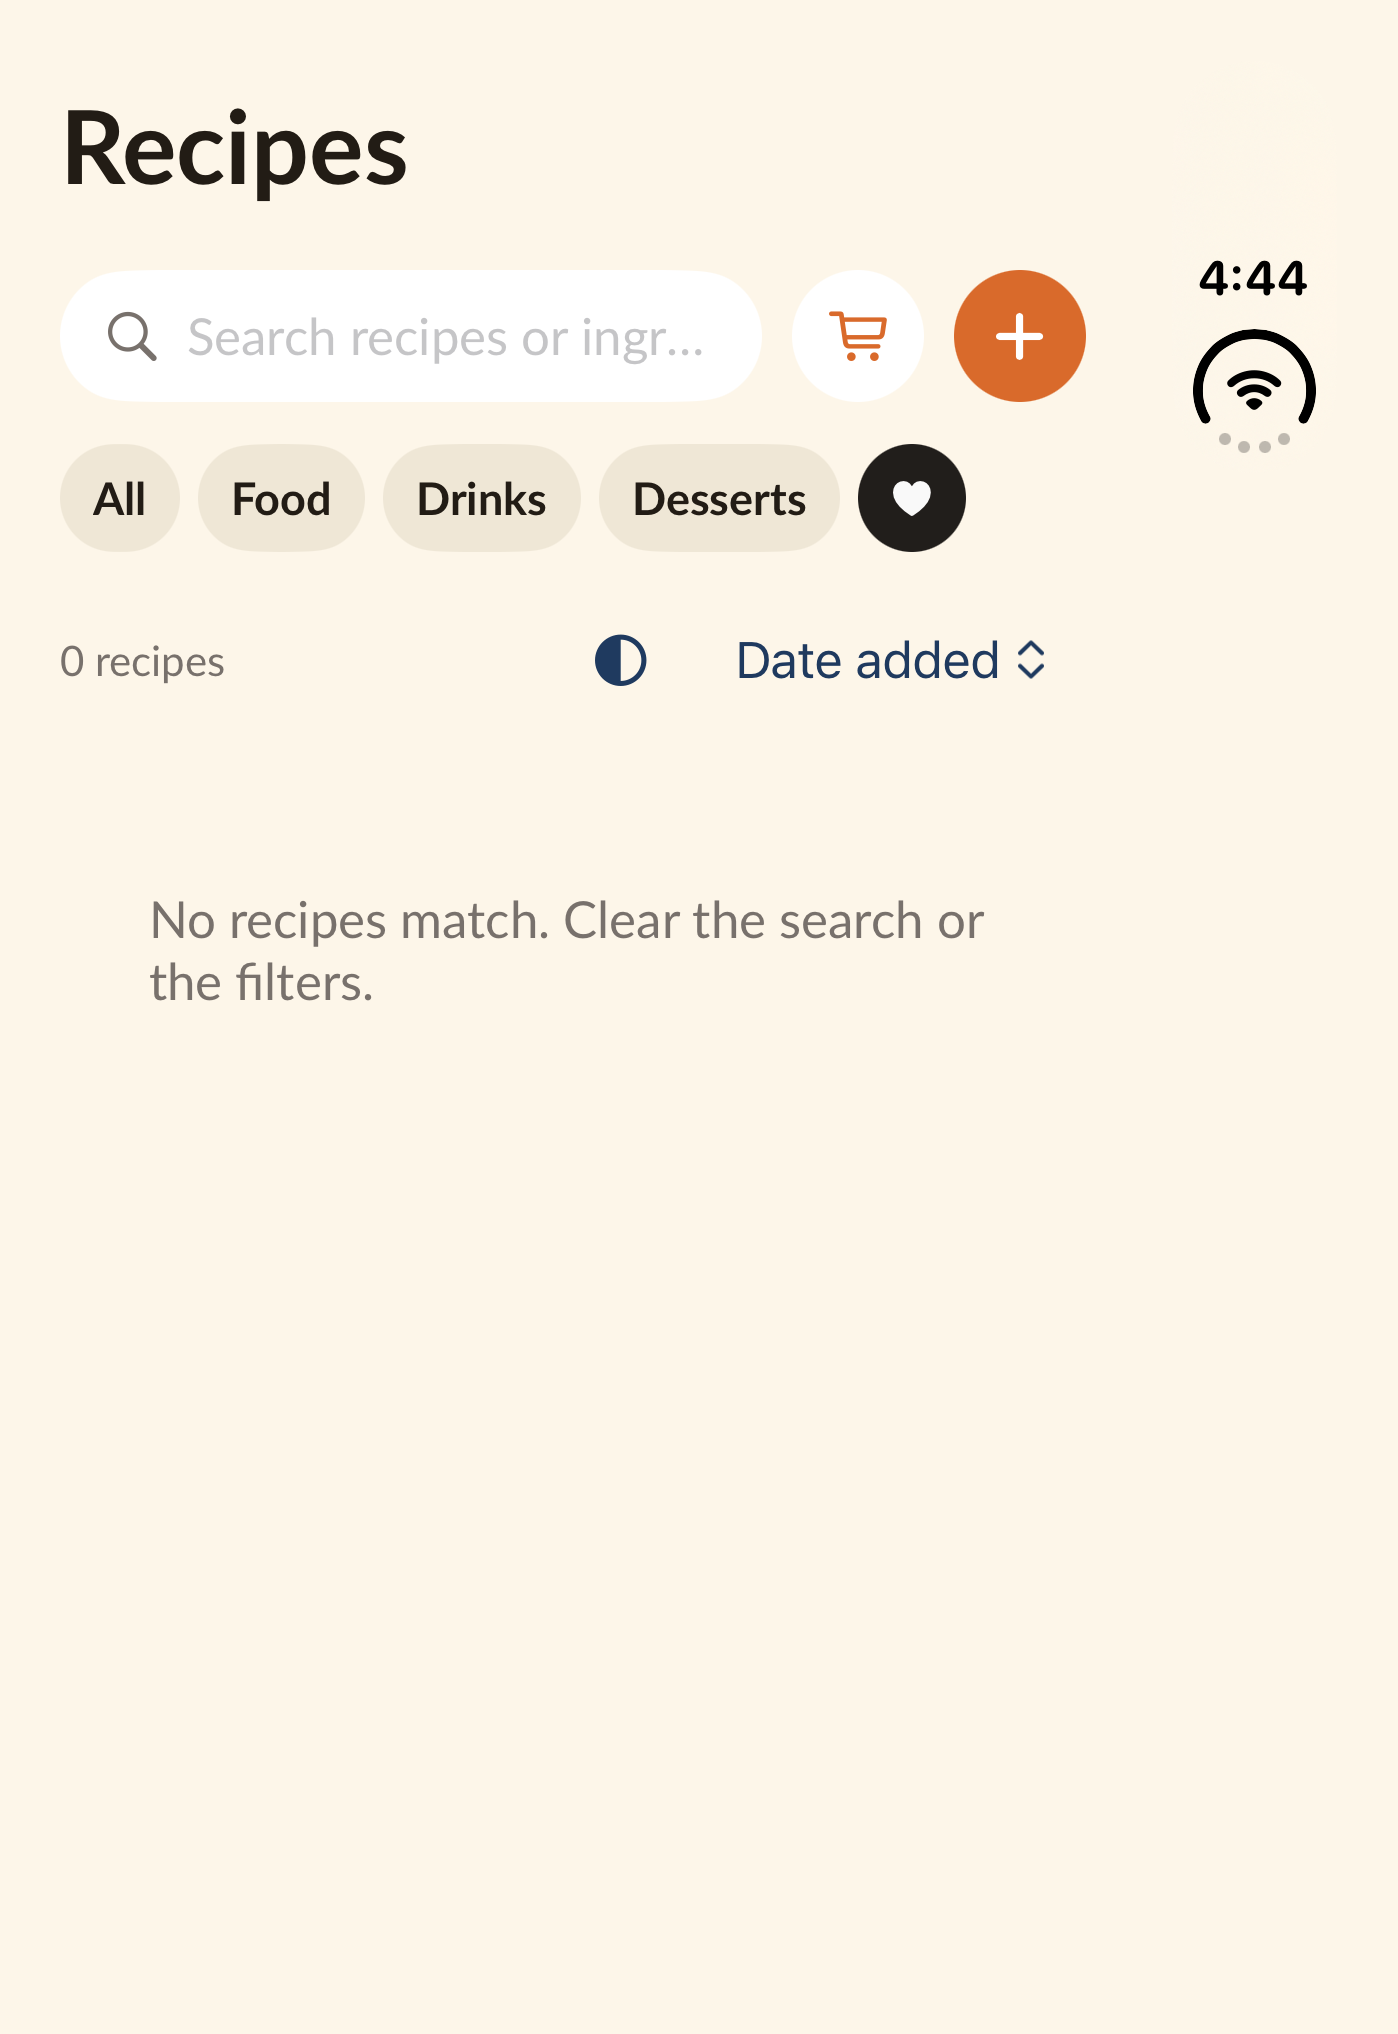 Recipes
4:44
Search recipes or ingr...
All
Food
Drinks
Desserts
0 recipes
Date added
No recipes match. Clear the search or
the filters.